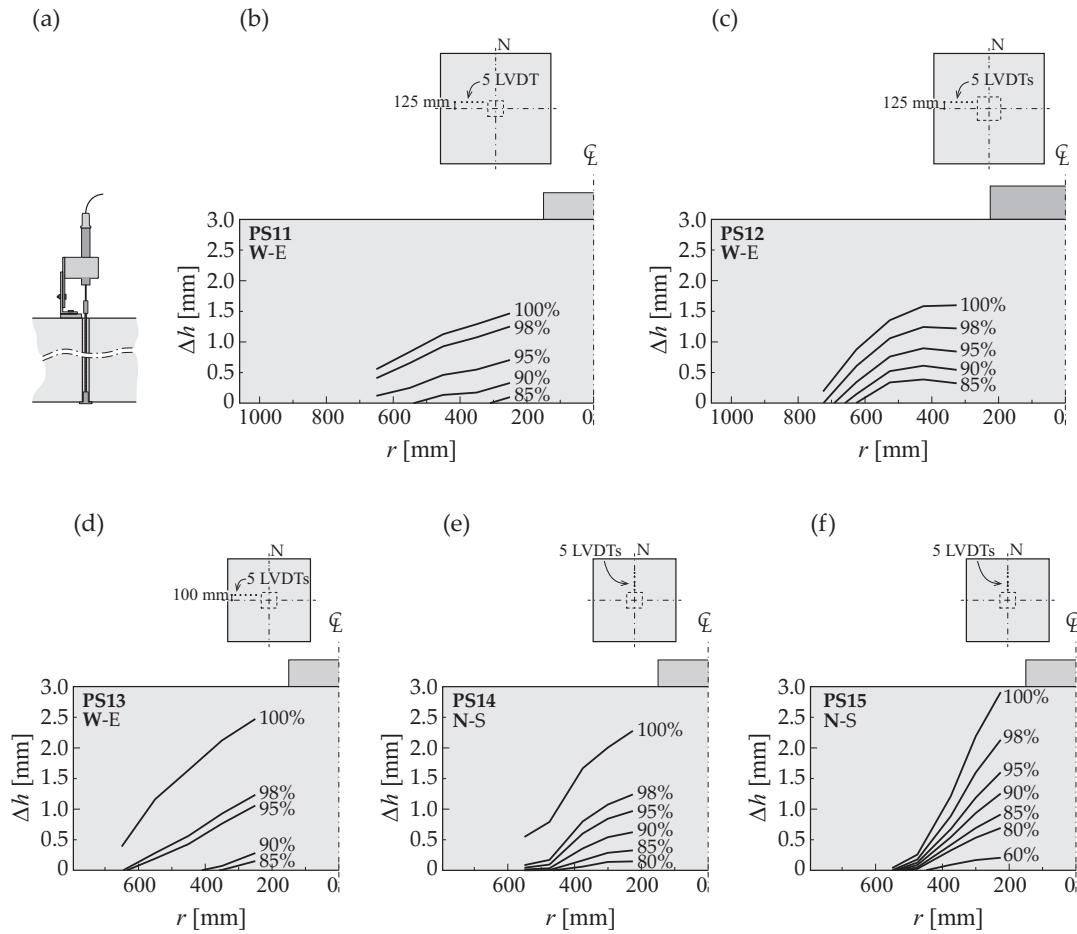 (a)
(b)
N
5 LVDT
125 mm
℄
3.0
2.5
2.0
1.5
1.0
0.5
0
Δh [mm]
PS11
W-E
100%
98%
95%
90%
85%
1000 800 600 400 200 0
r [mm]
(c)
N
5 LVDTs
125 mm
℄
3.0
2.5
2.0
1.5
1.0
0.5
0
Δh [mm]
PS12
W-E
100%
98%
95%
90%
85%
1000 800 600 400 200 0
r [mm]
(d)
N
5 LVDTs
100 mm
℄
3.0
2.5
2.0
1.5
1.0
0.5
0
Δh [mm]
PS13
W-E
100%
98%
95%
90%
85%
600 400 200 0
r [mm]
(e)
5 LVDTs N
℄
3.0
2.5
2.0
1.5
1.0
0.5
0
Δh [mm]
PS14
N-S
100%
98%
95%
90%
85%
80%
600 400 200 0
r [mm]
(f)
5 LVDTs N
℄
3.0
2.5
2.0
1.5
1.0
0.5
0
Δh [mm]
PS15
N-S
100%
98%
95%
90%
85%
80%
60%
600 400 200 0
r [mm]